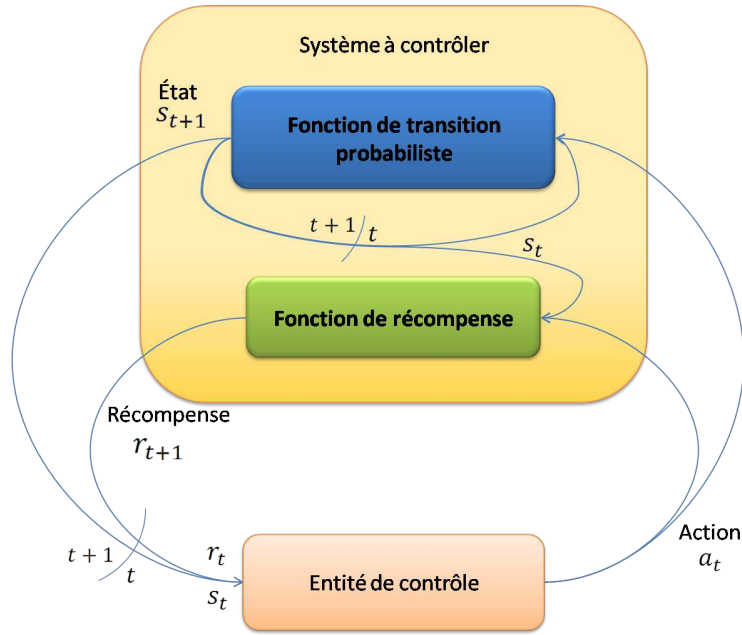 Système à contrôler
État
s_{t+1}
Fonction de transition
probabiliste
t + 1
t
s_t
Fonction de récompense
Récompense
r_{t+1}
t + 1
t
r_t
s_t
Entité de contrôle
Action
a_t